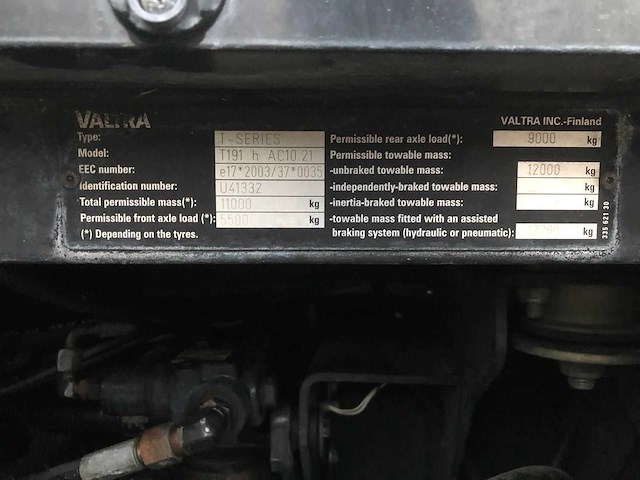 VALTRA
VALTRA INC.-Finland
Type: T-SERIES
Model: T191 h AC10 21
EEC number: e17*2003/37*0035
Identification number: U41332
Total permissible mass(*): 11000 kg
Permissible front axle load (*): 5500 kg
(*) Depending on the tyres.
Permissible rear axle load(*): 9000 kg
Permissible towable mass:
-unbraked towable mass: 12000 kg
-independently-braked towable mass: kg
-inertia-braked towable mass: kg
-towable mass fitted with an assisted
braking system (hydraulic or pneumatic): kg
335 621 30